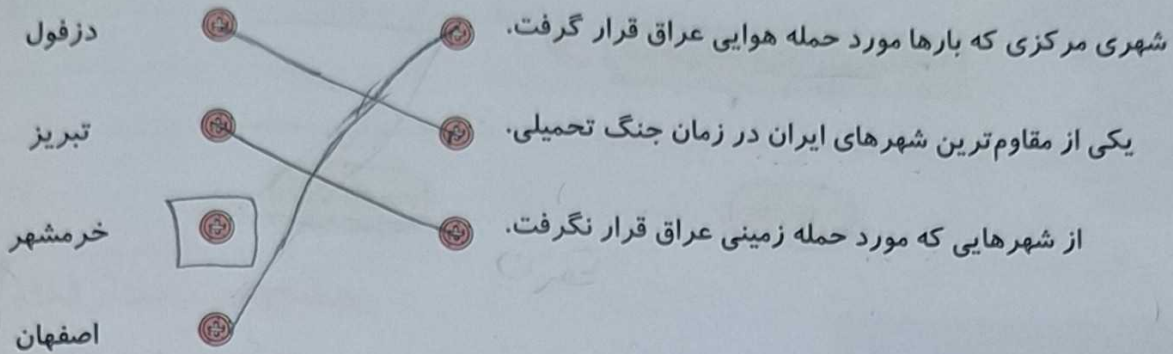 شهری مرکزی که بارها مورد حمله هوایی عراق قرار گرفت.
دزفول
یکی از مقاوم‌ترین شهرهای ایران در زمان جنگ تحمیلی.
تبریز
از شهرهایی که مورد حمله زمینی عراق قرار نگرفت.
خرمشهر
اصفهان